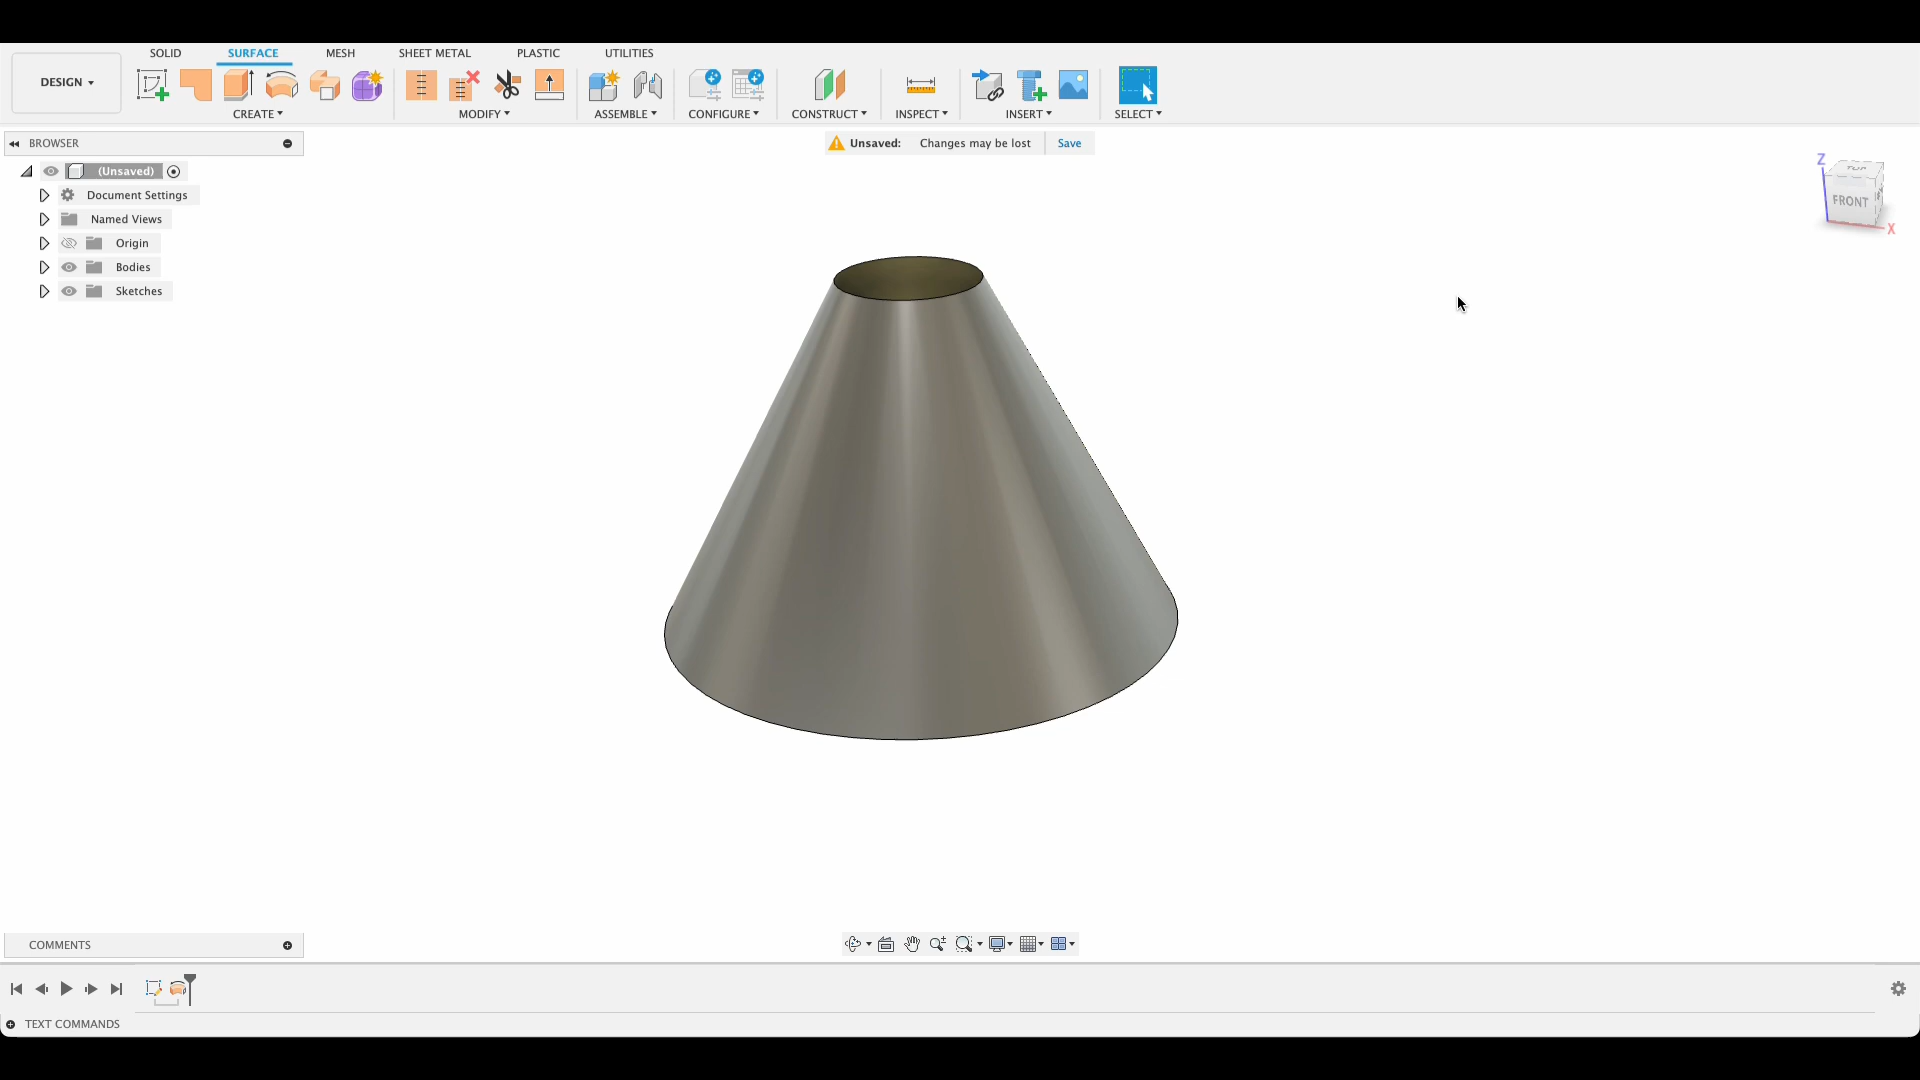 SOLID SURFACE MESH SHEET METAL PLASTIC UTILITIES
DESIGN
CREATE MODIFY ASSEMBLE CONFIGURE CONSTRUCT INSPECT INSERT SELECT
BROWSER
Unsaved: Changes may be lost Save
(Unsaved)
Document Settings
Named Views
Origin
Bodies
Sketches
Z
TOP
FRONT
X
COMMENTS
TEXT COMMANDS